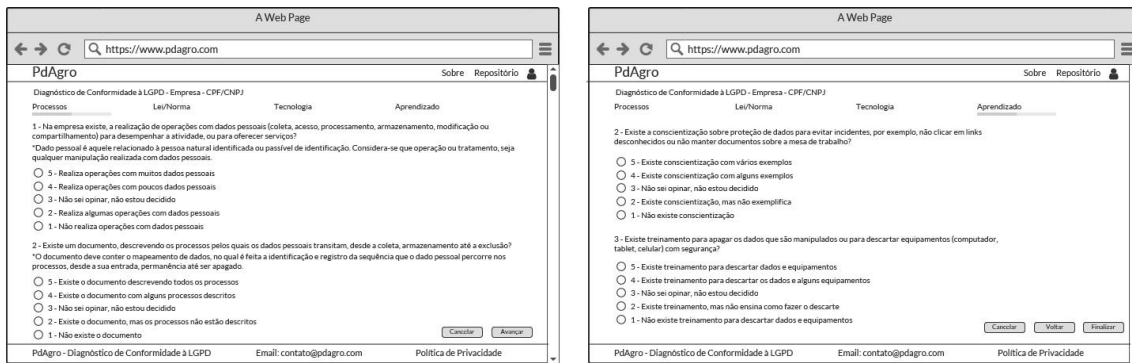 A Web Page
https://www.pdagro.com
PdAgro
Sobre Repositório
Diagnóstico de Conformidade à LGPD - Empresa - CPF/CNPJ
Processos Lei/Norma Tecnologia Aprendizado
1 - Na empresa existe, a realização de operações com dados pessoais (coleta, acesso, processamento, armazenamento, modificação ou
compartilhamento) para desempenhar a atividade, ou para oferecer serviços?
*Dado pessoal é aquele relacionado à pessoa natural identificada ou passível de identificação. Considera-se que operação ou tratamento, seja
qualquer manipulação realizada com dados pessoais.
5 - Realiza operações com muitos dados pessoais
4 - Realiza operações com poucos dados pessoais
3 - Não sei opinar, não estou decidido
2 - Realiza algumas operações com dados pessoais
1 - Não realiza operações com dados pessoais
2 - Existe um documento, descrevendo os processos pelos quais os dados pessoais transitam, desde a coleta, armazenamento até a exclusão?
*O documento deve conter o mapeamento de dados, no qual é feita a identificação e registro da sequência que o dado pessoal percorre nos
processos, desde a sua entrada, permanência até ser apagado.
5 - Existe o documento descrevendo todos os processos
4 - Existe o documento com alguns processos descritos
3 - Não sei opinar, não estou decidido
2 - Existe o documento, mas os processos não estão descritos
1 - Não existe o documento
Cancelar Avançar
PdAgro - Diagnóstico de Conformidade à LGPD Email: contato@pdagro.com Política de Privacidade
A Web Page
https://www.pdagro.com
PdAgro
Sobre Repositório
Diagnóstico de Conformidade à LGPD - Empresa - CPF/CNPJ
Processos Lei/Norma Tecnologia Aprendizado
2 - Existe a conscientização sobre proteção de dados para evitar incidentes, por exemplo, não clicar em links
desconhecidos ou não manter documentos sobre a mesa de trabalho?
5 - Existe conscientização com vários exemplos
4 - Existe conscientização com alguns exemplos
3 - Não sei opinar, não estou decidido
2 - Existe conscientização, mas não exemplifica
1 - Não existe conscientização
3 - Existe treinamento para apagar os dados que são manipulados ou para descartar equipamentos (computador,
tablet, celular) com segurança?
5 - Existe treinamento para descartar dados e equipamentos
4 - Existe treinamento para descartar os dados e alguns equipamentos
3 - Não sei opinar, não estou decidido
2 - Existe treinamento, mas não ensina como fazer o descarte
1 - Não existe treinamento para descartar dados e equipamentos
Cancelar Voltar Finalizar
PdAgro - Diagnóstico de Conformidade à LGPD Email: contato@pdagro.com Política de Privacidade